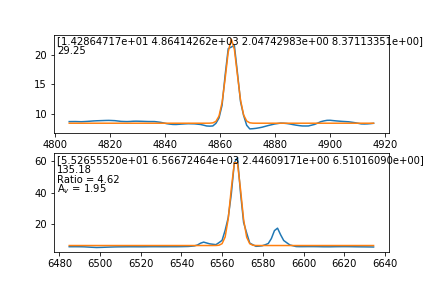 [1.42864717e+01 4.86414262e+03 2.04742983e+00 8.37113351e+00]
29.25
20
15
10
4800 4820 4840 4860 4880 4900 4920
[5.52655520e+01 6.56672464e+03 2.44609171e+00 6.51016090e+00]
135.18
Ratio = 4.62
Av = 1.95
60
40
20
6480 6500 6520 6540 6560 6580 6600 6620 6640